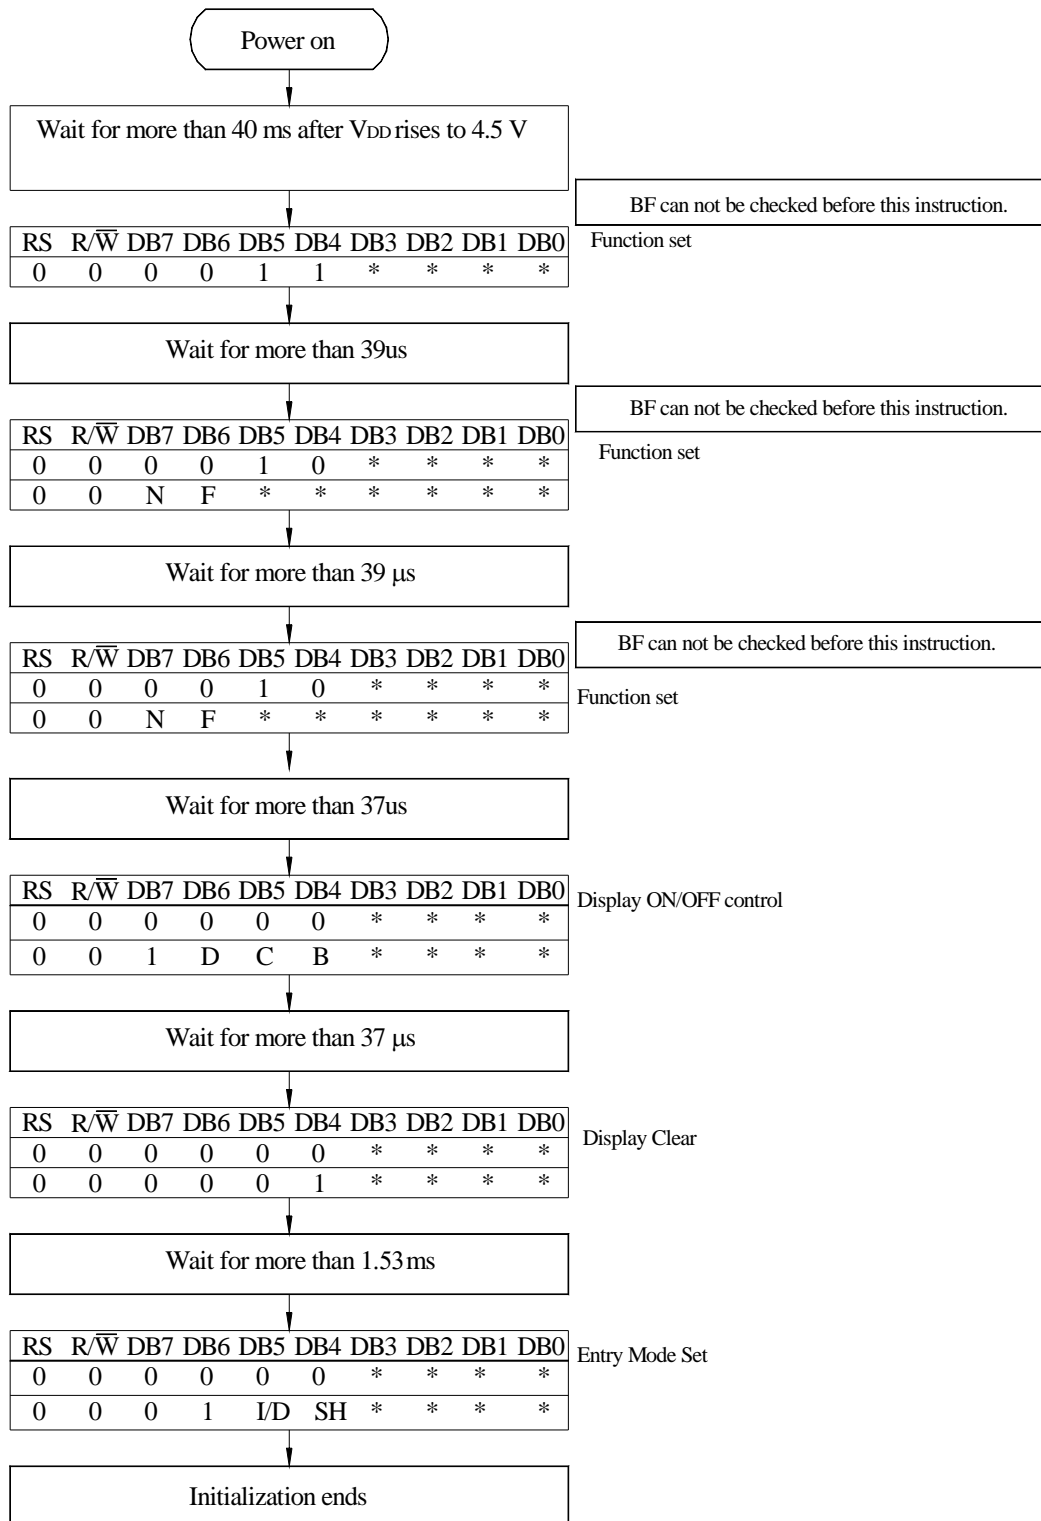 Power on
Wait for more than 40 ms after VDD rises to 4.5 V
BF can not be checked before this instruction.
RS R/W̅ DB7 DB6 DB5 DB4 DB3 DB2 DB1 DB0
Function set
0 0 0 0 1 1 * * * *
Wait for more than 39us
BF can not be checked before this instruction.
RS R/W̅ DB7 DB6 DB5 DB4 DB3 DB2 DB1 DB0
Function set
0 0 0 0 1 0 * * * *
0 0 N F * * * * * *
Wait for more than 39 µs
BF can not be checked before this instruction.
RS R/W̅ DB7 DB6 DB5 DB4 DB3 DB2 DB1 DB0
0 0 0 0 1 0 * * * *
Function set
0 0 N F * * * * * *
Wait for more than 37us
RS R/W̅ DB7 DB6 DB5 DB4 DB3 DB2 DB1 DB0
Display ON/OFF control
0 0 0 0 0 0 * * * *
0 0 1 D C B * * * *
Wait for more than 37 µs
RS R/W̅ DB7 DB6 DB5 DB4 DB3 DB2 DB1 DB0
Display Clear
0 0 0 0 0 0 * * * *
0 0 0 0 0 1 * * * *
Wait for more than 1.53ms
RS R/W̅ DB7 DB6 DB5 DB4 DB3 DB2 DB1 DB0
Entry Mode Set
0 0 0 0 0 0 * * * *
0 0 0 1 I/D SH * * * *
Initialization ends